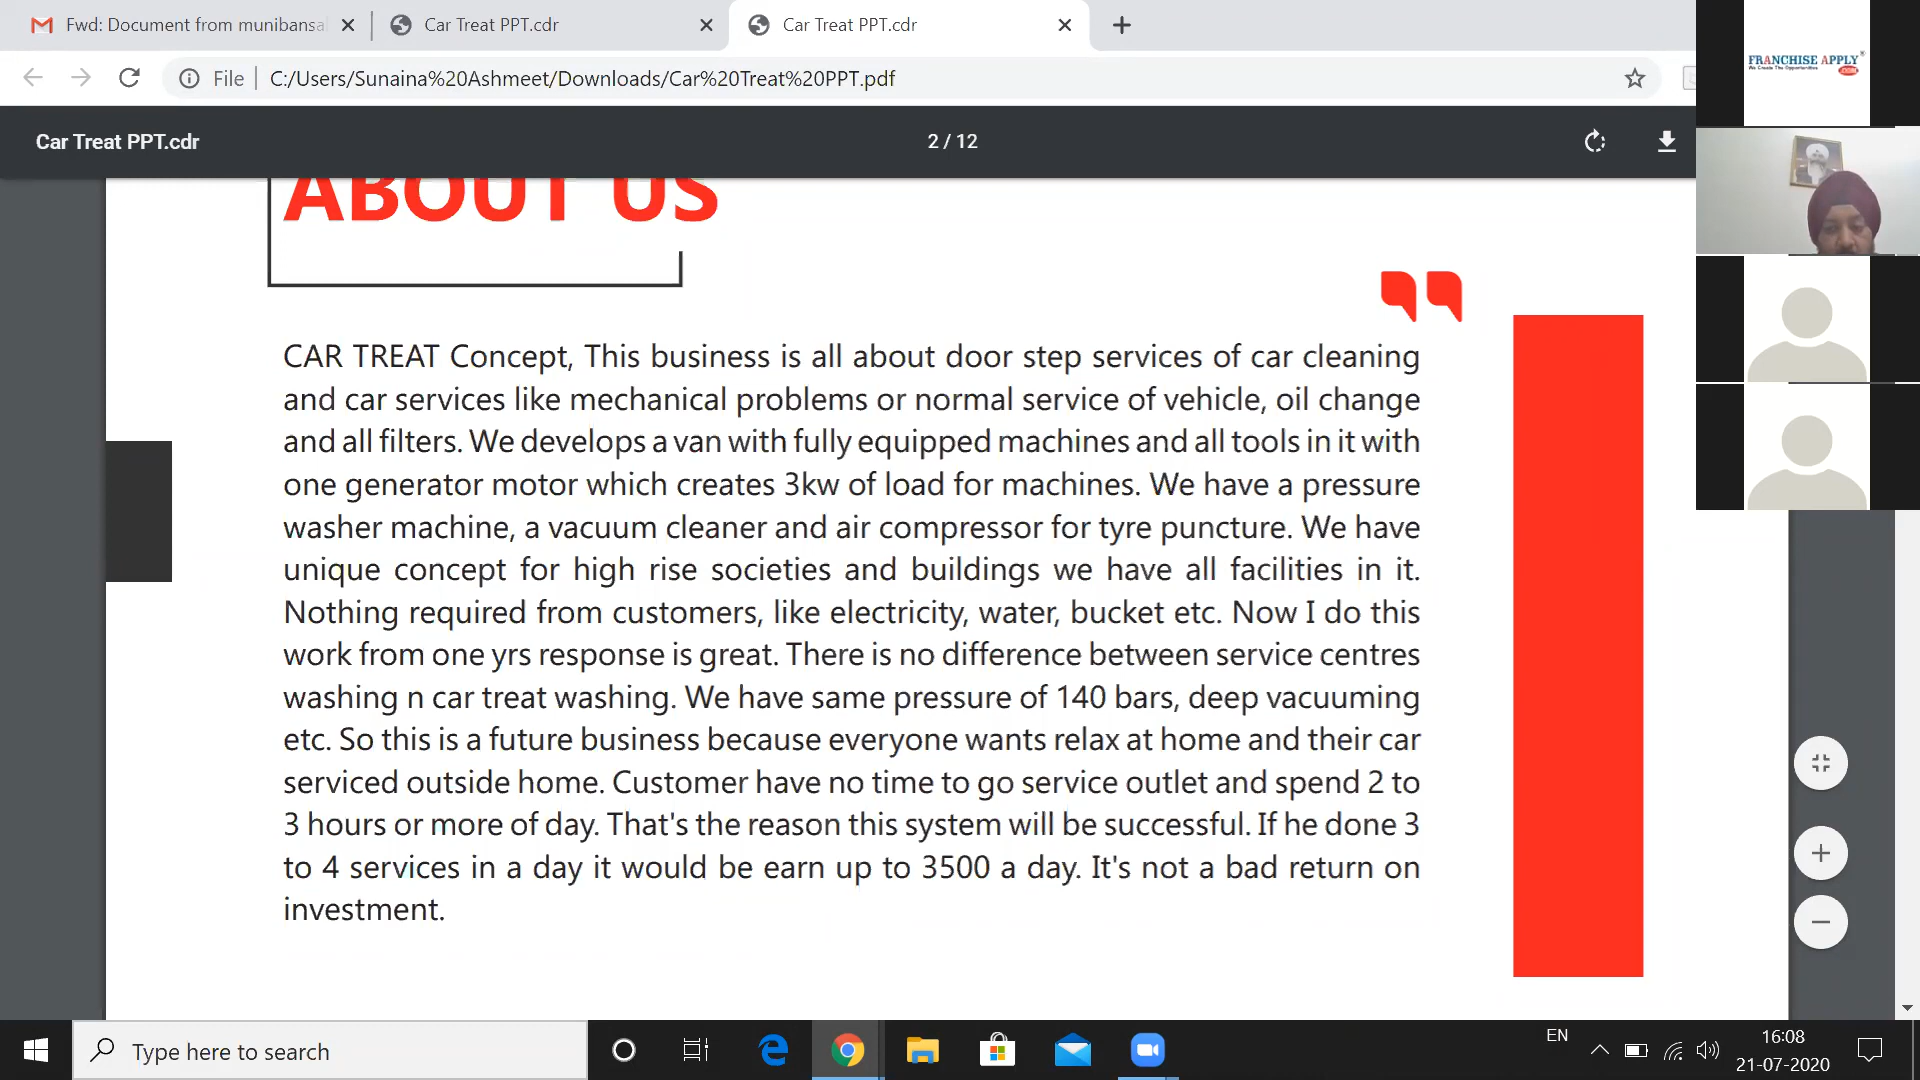 Fwd: Document from munibansa
Car Treat PPT.cdr
Car Treat PPT.cdr
File
C:/Users/Sunaina%20Ashmeet/Downloads/Car%20Treat%20PPT.pdf
FRANCHISE APPLY
We Create The Opportunities
.COM
Car Treat PPT.cdr
2 / 12
ABOUT US
CAR TREAT Concept, This business is all about door step services of car cleaning
and car services like mechanical problems or normal service of vehicle, oil change
and all filters. We develops a van with fully equipped machines and all tools in it with
one generator motor which creates 3kw of load for machines. We have a pressure
washer machine, a vacuum cleaner and air compressor for tyre puncture. We have
unique concept for high rise societies and buildings we have all facilities in it.
Nothing required from customers, like electricity, water, bucket etc. Now I do this
work from one yrs response is great. There is no difference between service centres
washing n car treat washing. We have same pressure of 140 bars, deep vacuuming
etc. So this is a future business because everyone wants relax at home and their car
serviced outside home. Customer have no time to go service outlet and spend 2 to
3 hours or more of day. That's the reason this system will be successful. If he done 3
to 4 services in a day it would be earn up to 3500 a day. It's not a bad return on
investment.
Type here to search
EN
16:08
21-07-2020